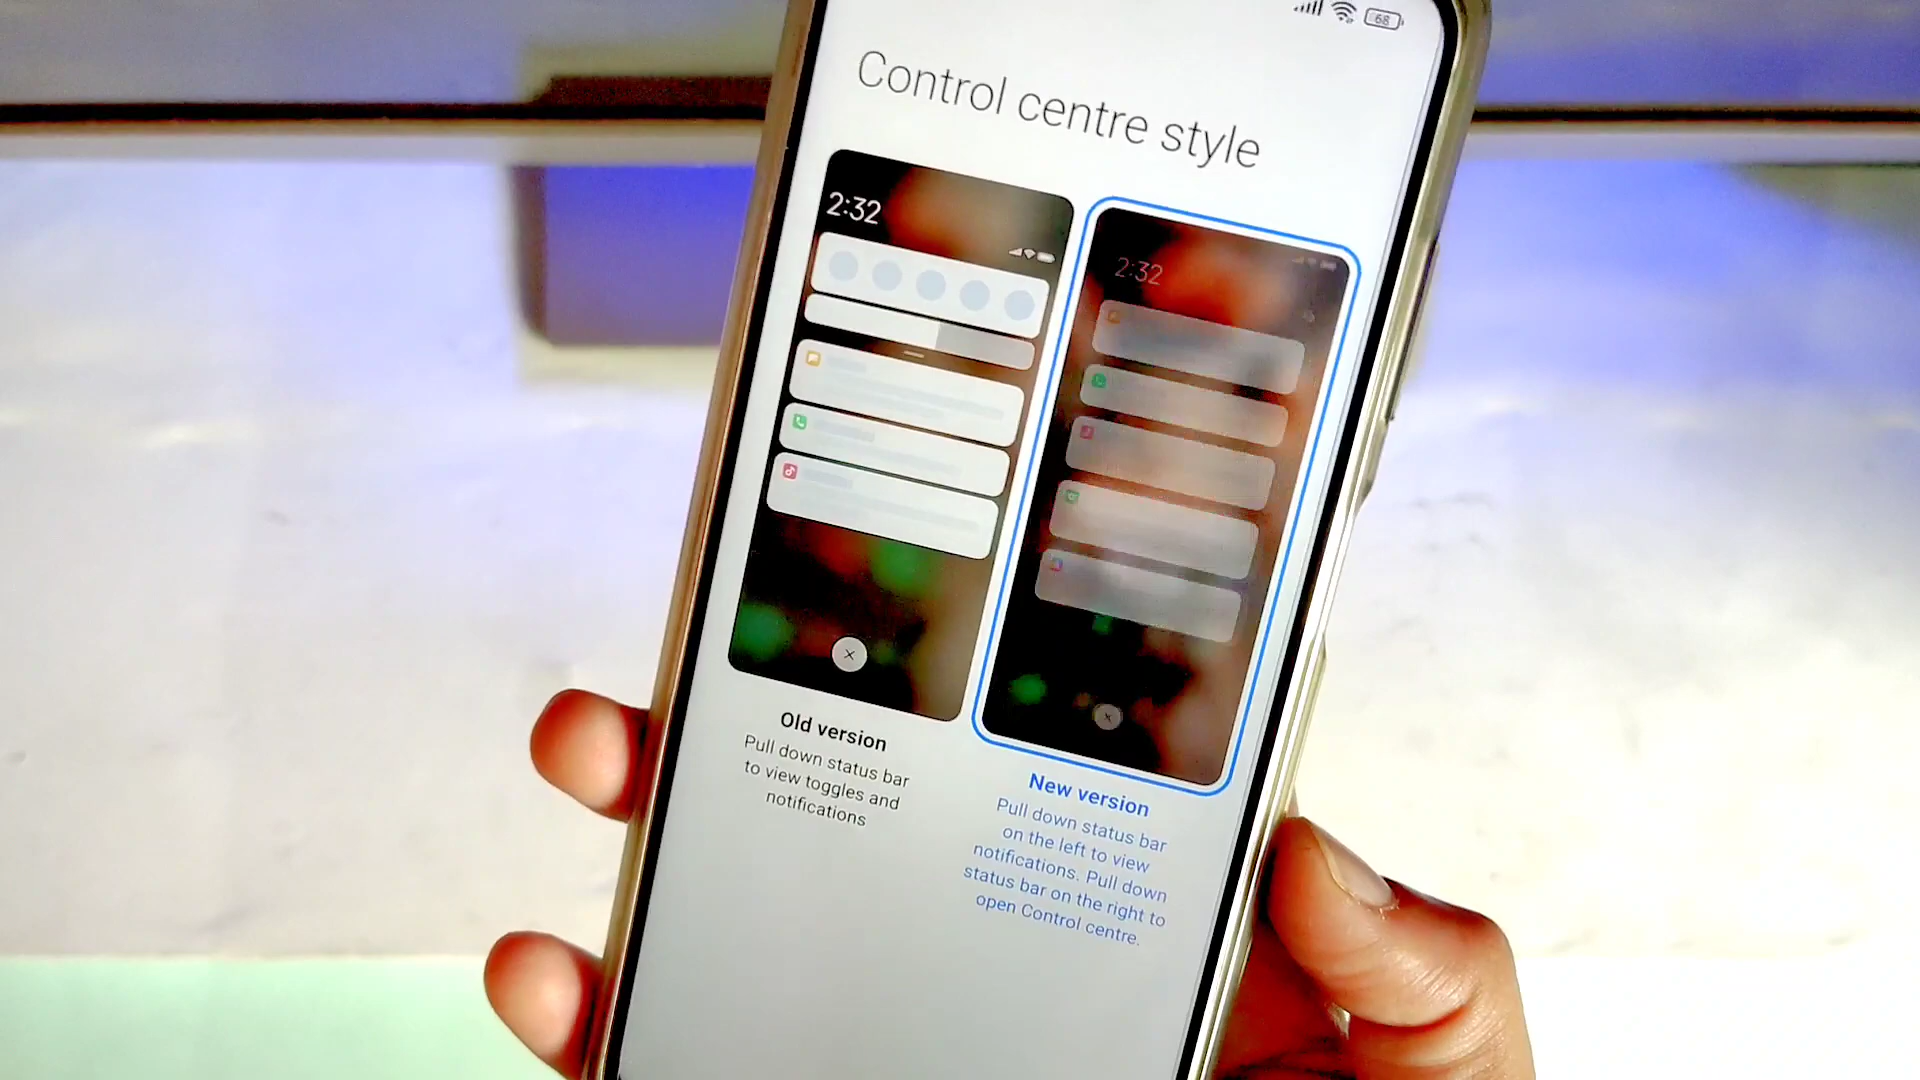 68
Control centre style
2:32
2:32
Old version
Pull down status bar
to view toggles and
notifications
New version
Pull down status bar
on the left to view
notifications. Pull down
status bar on the right to
open Control centre.